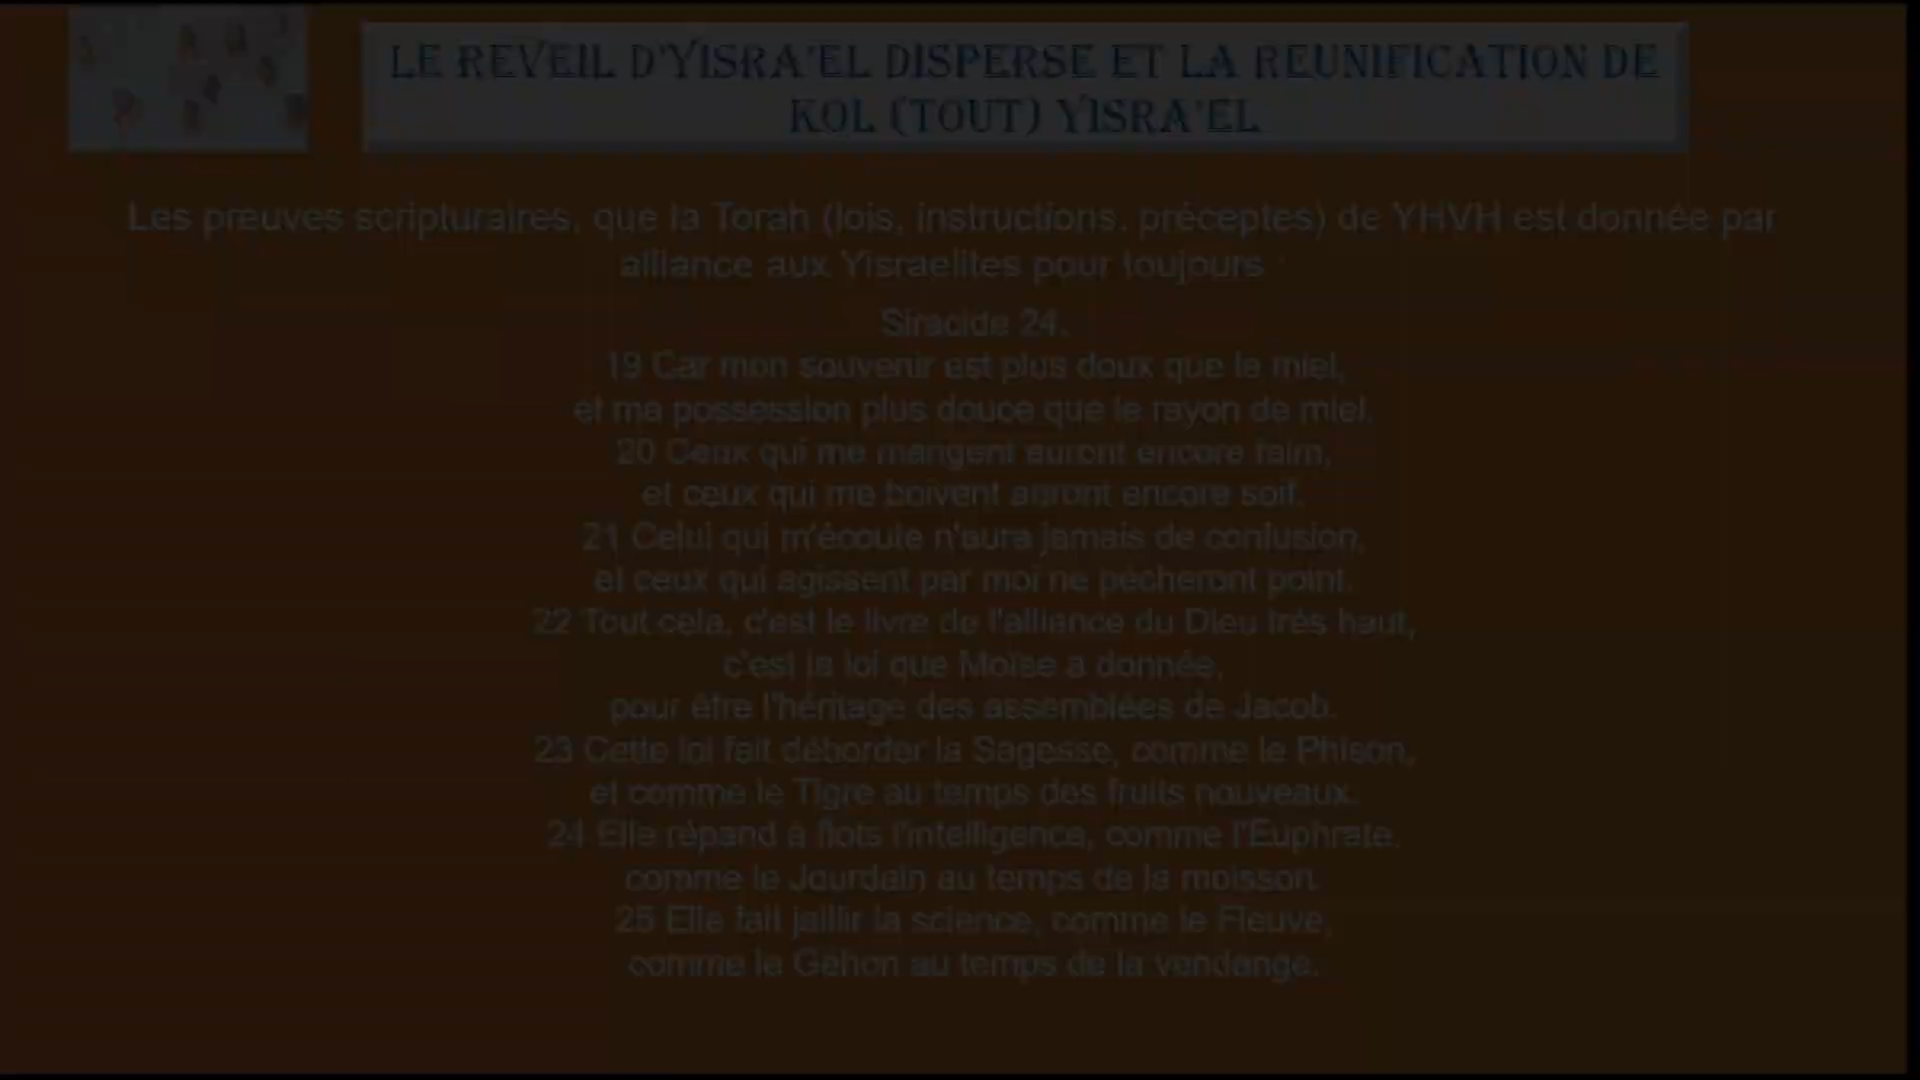 LE REVEIL D'YISRA'EL DISPERSE ET LA REUNIFICATION DE
KOL (TOUT) YISRA'EL
Les preuves scripturaires, que la Torah (lois, instructions, préceptes) de YHVH est donnée par
alliance aux Yisraelites pour toujours :
Siracide 24.
19 Car mon souvenir est plus doux que le miel,
et ma possession plus douce que le rayon de miel.
20 Ceux qui me mangent auront encore faim,
et ceux qui me boivent auront encore soif.
21 Celui qui m'écoute n'aura jamais de confusion,
et ceux qui agissent par moi ne pécheront point.
22 Tout cela, c'est le livre de l'alliance du Dieu très haut,
c'est la loi que Moïse a donnée,
pour être l'héritage des assemblées de Jacob.
23 Cette loi fait déborder la Sagesse, comme le Phison,
et comme le Tigre au temps des fruits nouveaux.
24 Elle répand à flots l'intelligence, comme l'Euphrate,
comme le Jourdain au temps de la moisson.
25 Elle fait jaillir la science, comme le Fleuve,
comme le Géhon au temps de la vendange.